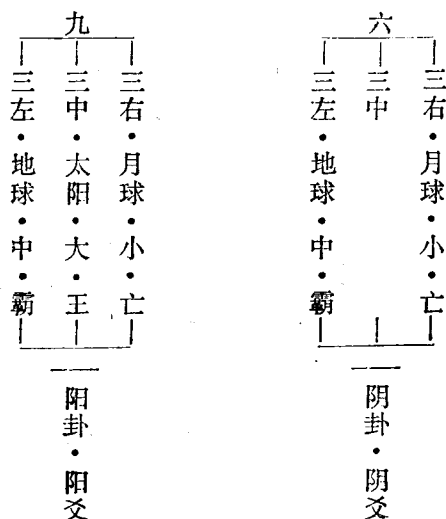 九
三左·地球·中·霸
三中·太阳·大·王
三右·月球·小·亡
阳卦·阳爻
六
三左·地球·中·霸
三中
三右·月球·小·亡
阴卦·阴爻